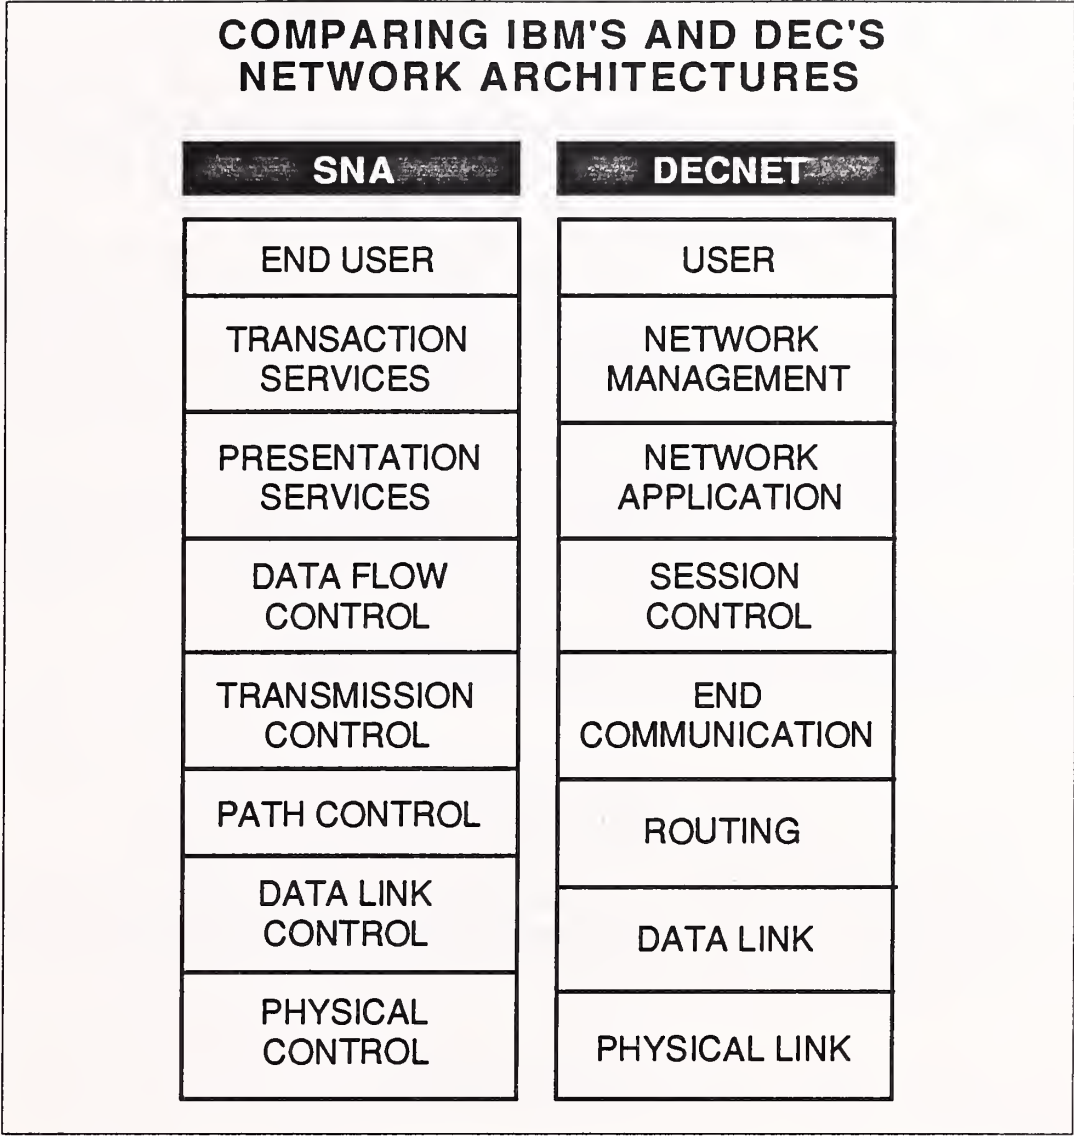 COMPARING IBM'S AND DEC'S
NETWORK ARCHITECTURES
SNA
END USER
TRANSACTION
SERVICES
PRESENTATION
SERVICES
DATA FLOW
CONTROL
TRANSMISSION
CONTROL
PATH CONTROL
DATA LINK
CONTROL
PHYSICAL
CONTROL
DECNET
USER
NETWORK
MANAGEMENT
NETWORK
APPLICATION
SESSION
CONTROL
END
COMMUNICATION
ROUTING
DATA LINK
PHYSICAL LINK